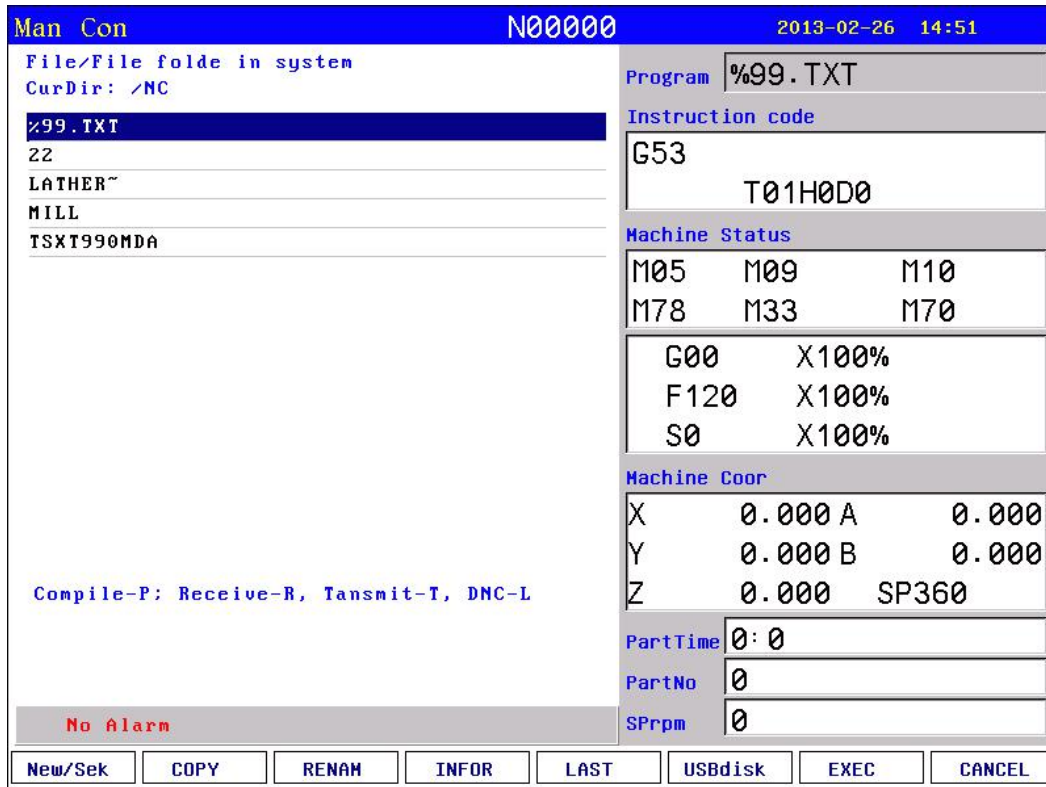 Man Con N00000 2013-02-26 14:51
File/File folde in system
CurDir: /NC
%99.TXT
22
LATHER~
MILL
TSXT990MDA
Compile-P; Receive-R, Tansmit-T, DNC-L
No Alarm
Program %99.TXT
Instruction code
G53
T01H0D0
Machine Status
M05 M09 M10
M78 M33 M70
G00 X100%
F120 X100%
S0 X100%
Machine Coor
X 0.000 A 0.000
Y 0.000 B 0.000
Z 0.000 SP360
PartTime 0: 0
PartNo 0
SPrpm 0
New/Sek COPY RENAM INFOR LAST USBdisk EXEC CANCEL